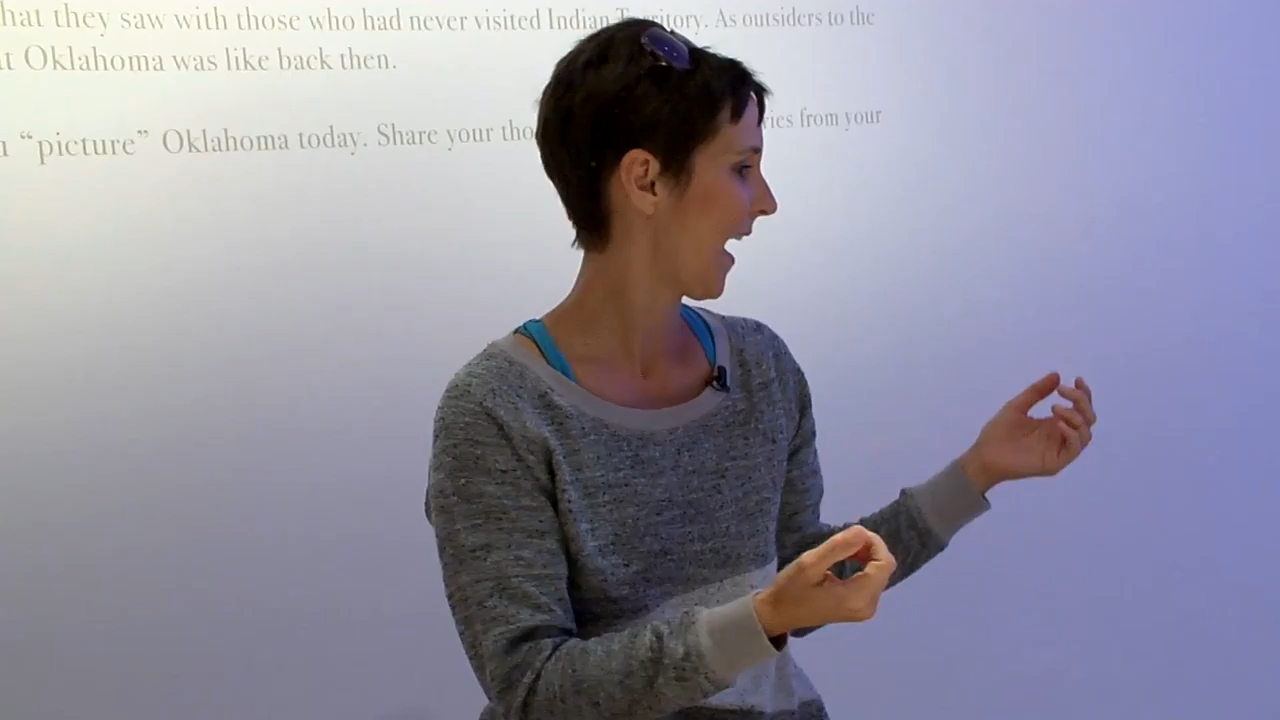 hat they saw with those who had never visited Indian Territory. As outsiders to the
t Oklahoma was like back then.
“picture” Oklahoma today. Share your tho
from your